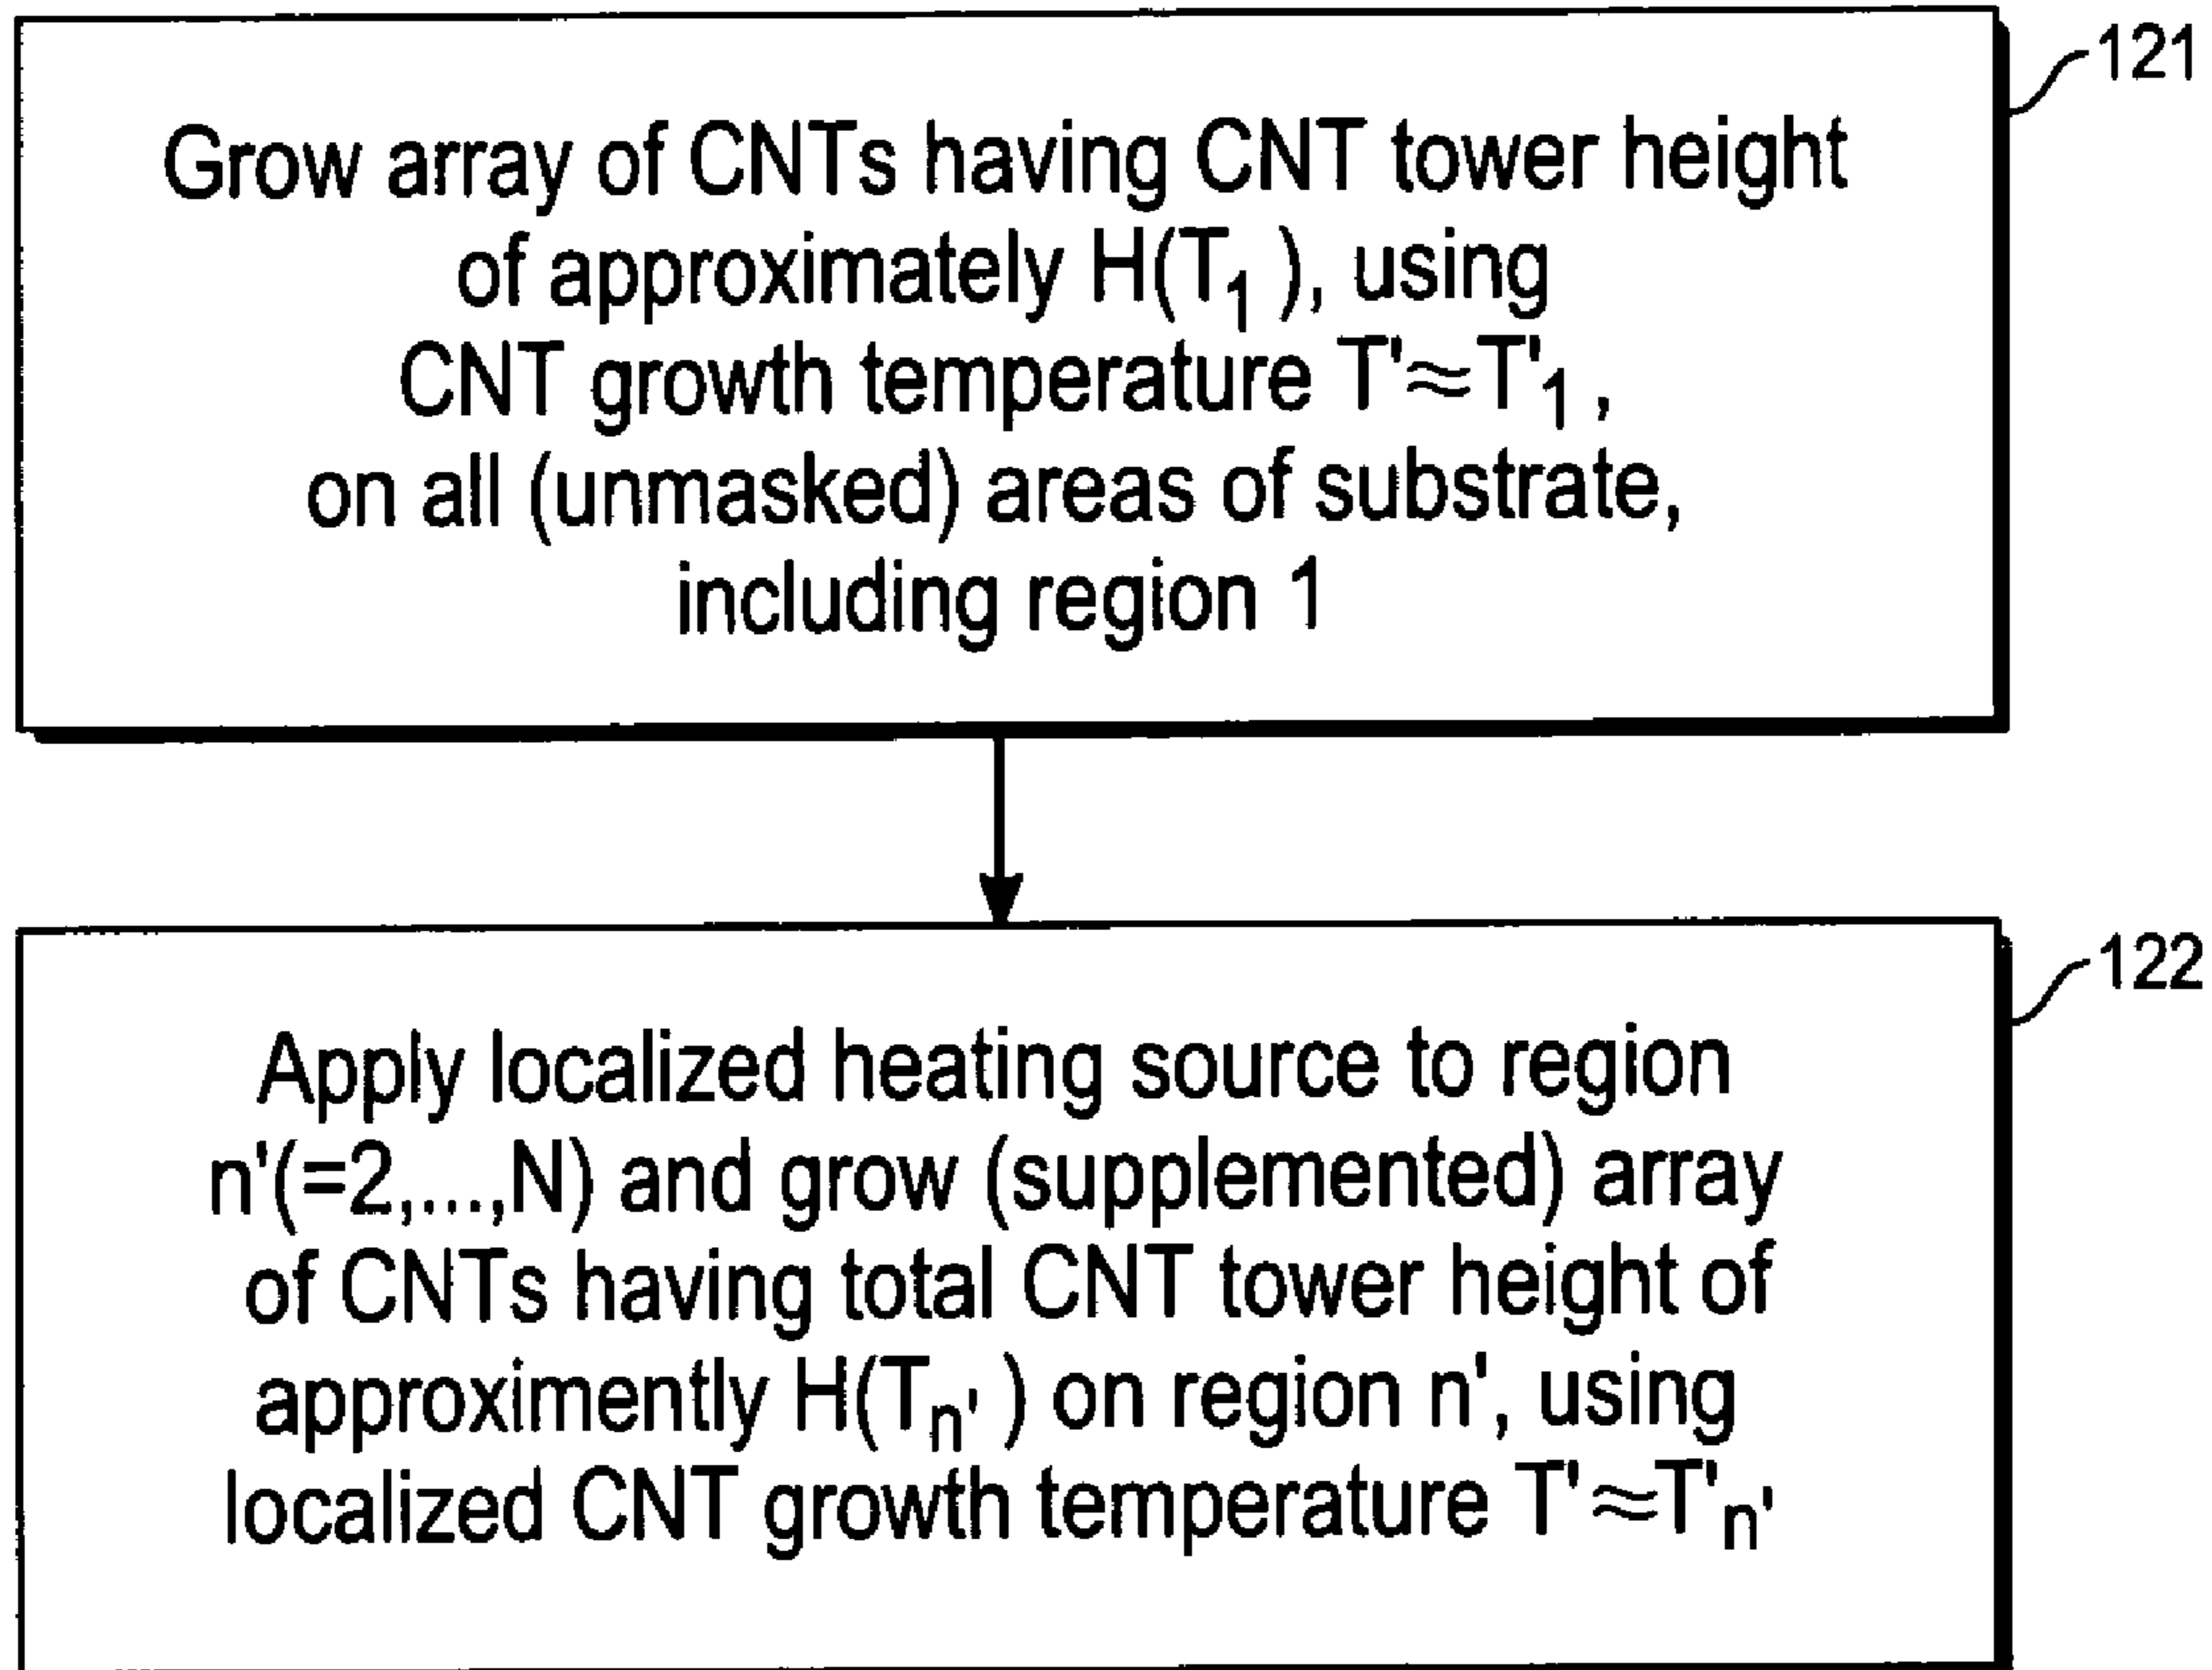 121
Grow array of CNTs having CNT tower height
of approximately H(T₁ ), using
CNT growth temperature T'≈T'₁ ,
on all (unmasked) areas of substrate,
including region 1
122
Apply localized heating source to region
n'(=2,...,N) and grow (supplemented) array
of CNTs having total CNT tower height of
approximently H(Tn' ) on region n', using
localized CNT growth temperature T'≈T'n'